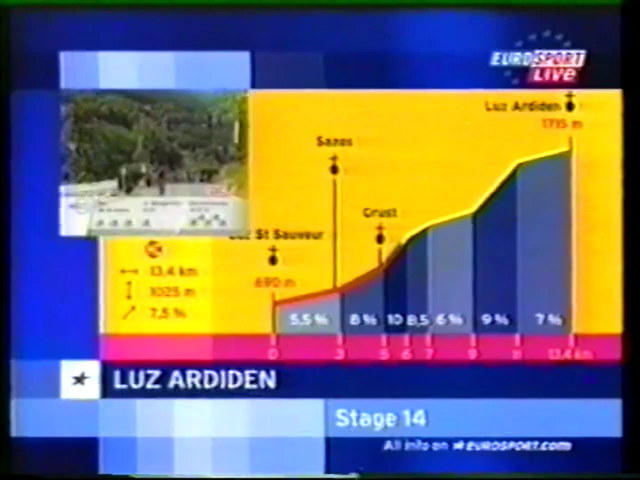 EUROSPORT
LIVE
Luz Ardiden
1715 m
Sazos
Grust
Luz St Sauveur
690 m
13,4 km
1025 m
7,5 %
5,5 % 8 % 10 8,5 6 % 9 % 7 %
0 3 5 6 7 9 13,4 km
LUZ ARDIDEN
Stage 14
All info on EUROSPORT.com